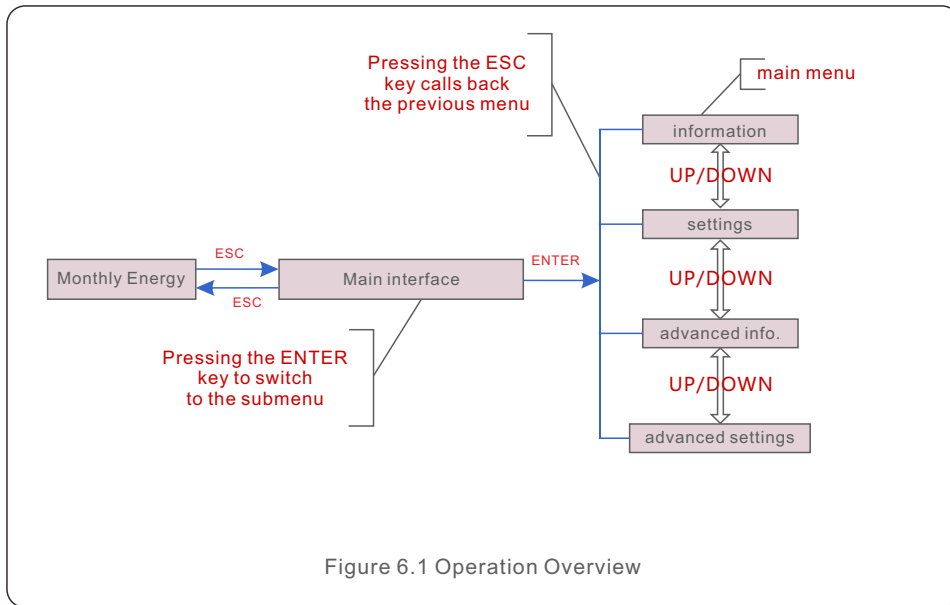 Pressing the ESC
key calls back
the previous menu
main menu
information
UP/DOWN
settings
ESC
ENTER
Monthly Energy
Main interface
UP/DOWN
ESC
advanced info.
Pressing the ENTER
key to switch
to the submenu
UP/DOWN
advanced settings
Figure 6.1 Operation Overview